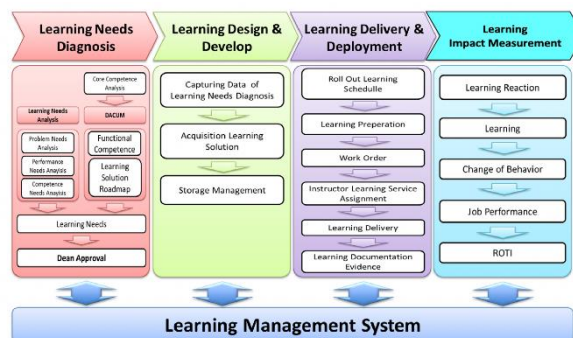 Learning Needs
Diagnosis
Learning Design &
Develop
Learning Delivery &
Deployment
Learning
Impact Measurement
Core Competence
Analysis
Learning Needs
Analysis
DACUM
Problem Needs
Analysis
Performance
Needs Anayisis
Competence
Needs Anayisis
Functional
Competence
Learning
Solution
Roadmap
Learning Needs
Dean Approval
Capturing Data of
Learning Needs Diagnosis
Acquisition Learning
Solution
Storage Management
Roll Out Learning
Schedulle
Learning Preperation
Work Order
Instructor Learning Service
Assignment
Learning Delivery
Learning Documentation
Evidence
Learning Reaction
Learning
Change of Behavior
Job Performance
ROTI
Learning Management System